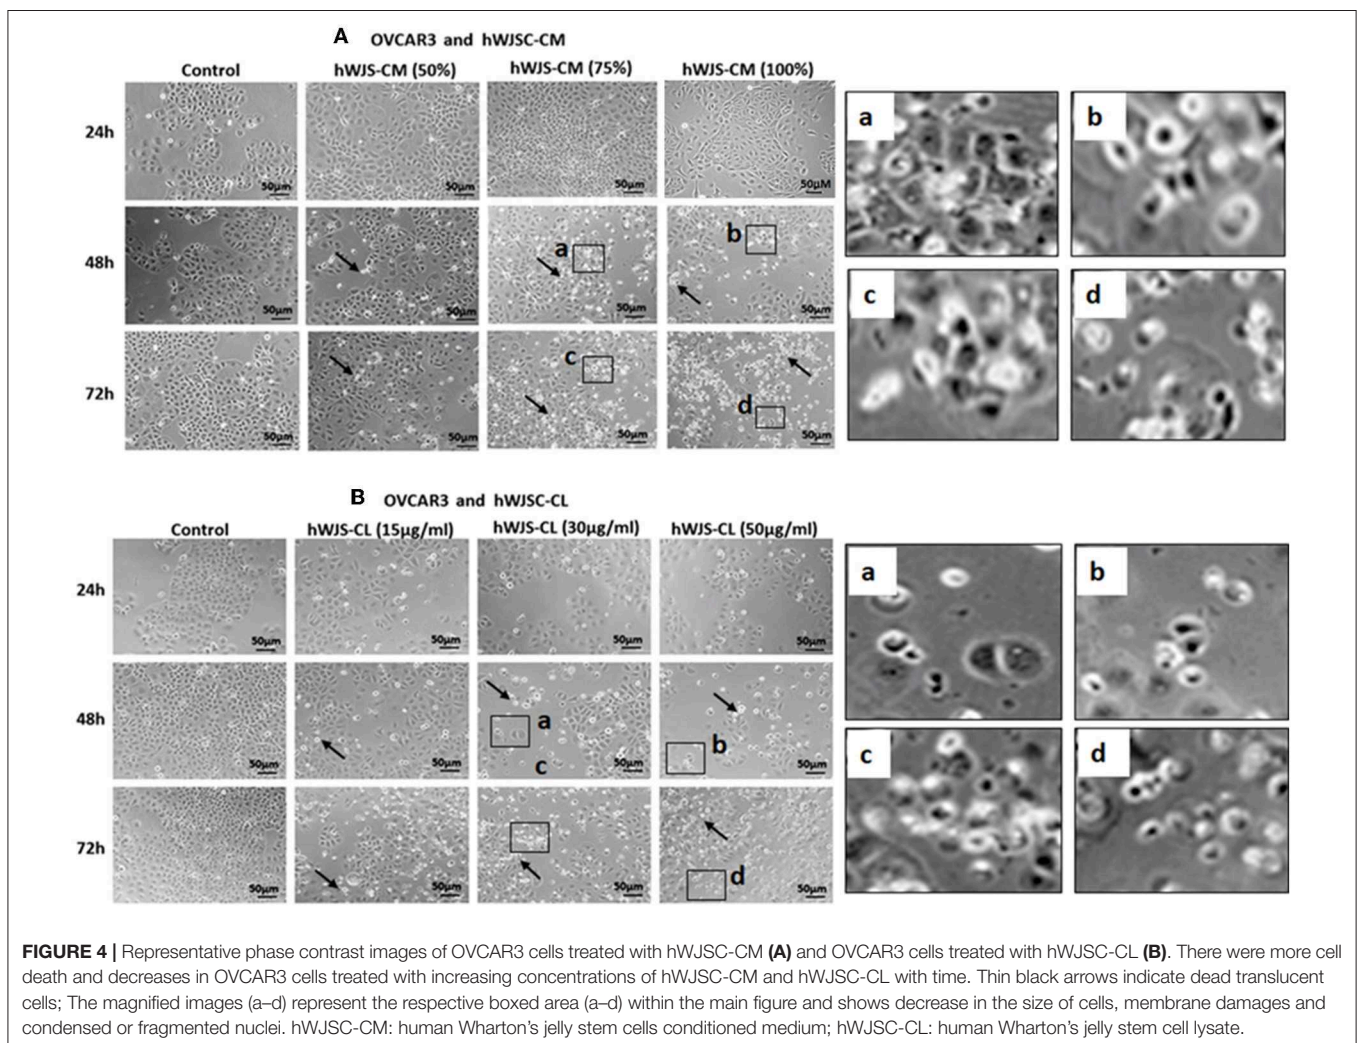 A OVCAR3 and hWJSC-CM
Control hWJS-CM (50%) hWJS-CM (75%) hWJS-CM (100%)
24h
50µm 50µm 50µm 50µM
48h
a b
50µm 50µm 50µm 50µm
72h
c d
50µm 50µm 50µm 50µm
a b
c d
B OVCAR3 and hWJSC-CL
Control hWJS-CL (15µg/ml) hWJS-CL (30µg/ml) hWJS-CL (50µg/ml)
24h
50µm 50µm 50µm 50µm
48h
a b
c
50µm 50µm 50µm 50µm
72h
d
50µm 50µm 50µm 50µm
a b
c d
FIGURE 4 | Representative phase contrast images of OVCAR3 cells treated with hWJSC-CM (A) and OVCAR3 cells treated with hWJSC-CL (B). There were more cell
death and decreases in OVCAR3 cells treated with increasing concentrations of hWJSC-CM and hWJSC-CL with time. Thin black arrows indicate dead translucent
cells; The magnified images (a–d) represent the respective boxed area (a–d) within the main figure and shows decrease in the size of cells, membrane damages and
condensed or fragmented nuclei. hWJSC-CM: human Wharton's jelly stem cells conditioned medium; hWJSC-CL: human Wharton's jelly stem cell lysate.